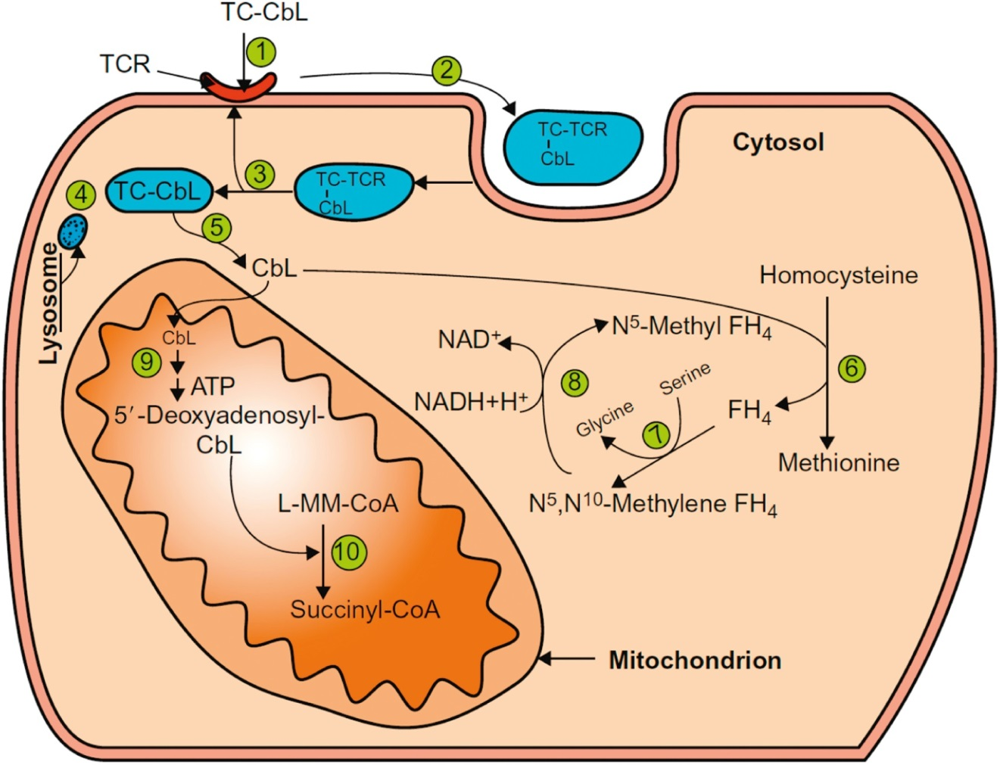 TC-CbL
1
TCR
2
TC-TCR
CbL
Cytosol
3
TC-TCR
CbL
TC-CbL
4
5
Lysosome
CbL
Homocysteine
N⁵-Methyl FH₄
NAD⁺
CbL
9
8
6
Serine
ATP
NADH+H⁺
FH₄
Glycine
7
5′-Deoxyadenosyl-
CbL
Methionine
L-MM-CoA
N⁵,N¹⁰-Methylene FH₄
10
Succinyl-CoA
Mitochondrion